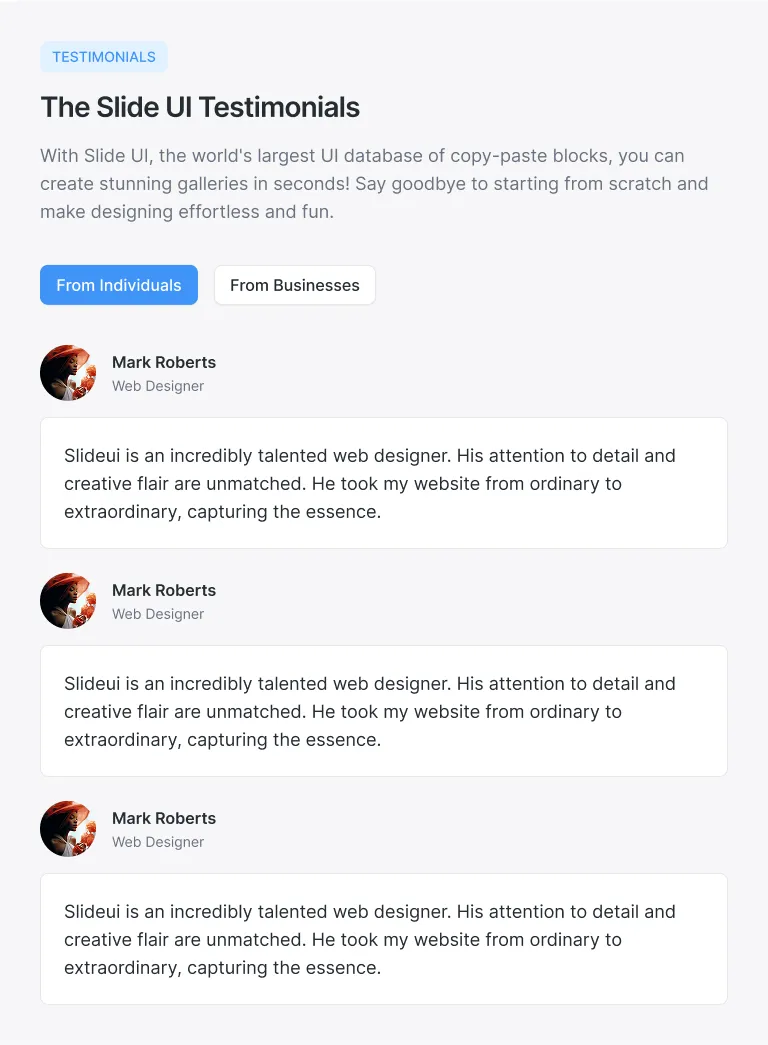 TESTIMONIALS
The Slide UI Testimonials
With Slide UI, the world's largest UI database of copy-paste blocks, you can
create stunning galleries in seconds! Say goodbye to starting from scratch and
make designing effortless and fun.
From Individuals
From Businesses
Mark Roberts
Web Designer
Slideui is an incredibly talented web designer. His attention to detail and
creative flair are unmatched. He took my website from ordinary to
extraordinary, capturing the essence.
Mark Roberts
Web Designer
Slideui is an incredibly talented web designer. His attention to detail and
creative flair are unmatched. He took my website from ordinary to
extraordinary, capturing the essence.
Mark Roberts
Web Designer
Slideui is an incredibly talented web designer. His attention to detail and
creative flair are unmatched. He took my website from ordinary to
extraordinary, capturing the essence.